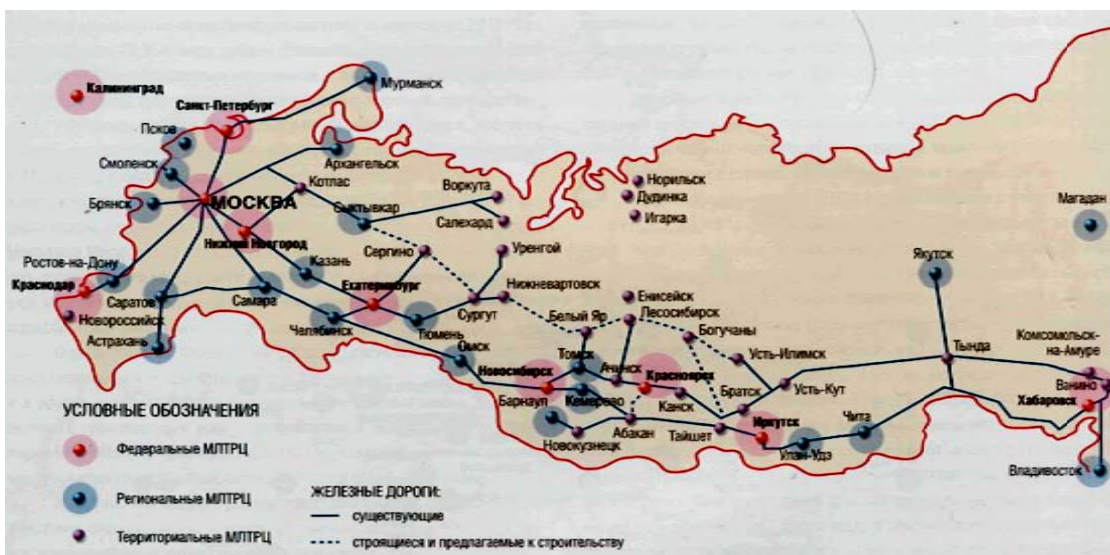 Калининград
Санкт-Петербург
Мурманск
Псков
Смоленск
Архангельск
Котлас
Воркута
Норильск
Дудинка
Игарка
Брянск
МОСКВА
Сыктывкар
Салехард
Магадан
Нижний Новгород
Сергино
Уренгой
Якутск
Ростов-на-Дону
Казань
Краснодар
Екатеринбург
Нижневартовск
Саратов
Самара
Енисейск
Новороссийск
Челябинск
Тюмень
Сургут
Белый Яр
Лесосибирск
Богучаны
Астрахань
Тында
Комсомольск-
на-Амуре
Омск
Томск
Усть-Илимск
Новосибирск
Ачинск
Красноярск
Братск
Усть-Кут
Ванино
Барнаул
Кемерово
Канск
Хабаровск
Новокузнецк
Абакан
Тайшет
Иркутск
Чита
Улан-Удэ
Владивосток
УСЛОВНЫЕ ОБОЗНАЧЕНИЯ
Федеральные МЛТРЦ
Региональные МЛТРЦ
Территориальные МЛТРЦ
ЖЕЛЕЗНЫЕ ДОРОГИ:
существующие
строящиеся и предлагаемые к строительству